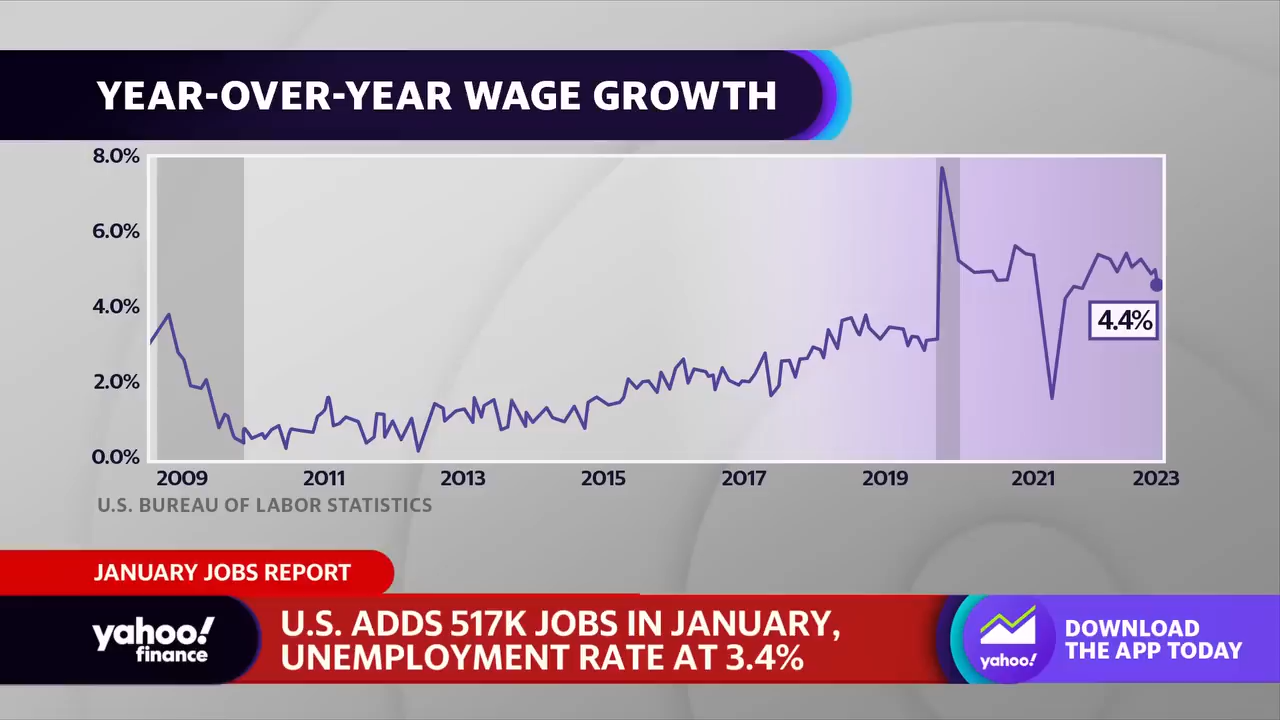 YEAR-OVER-YEAR WAGE GROWTH
8.0%
6.0%
4.0%
2.0%
0.0%
4.4%
2009 2011 2013 2015 2017 2019 2021 2023
U.S. BUREAU OF LABOR STATISTICS
JANUARY JOBS REPORT
yahoo!
finance
U.S. ADDS 517K JOBS IN JANUARY,
UNEMPLOYMENT RATE AT 3.4%
yahoo!
DOWNLOAD
THE APP TODAY